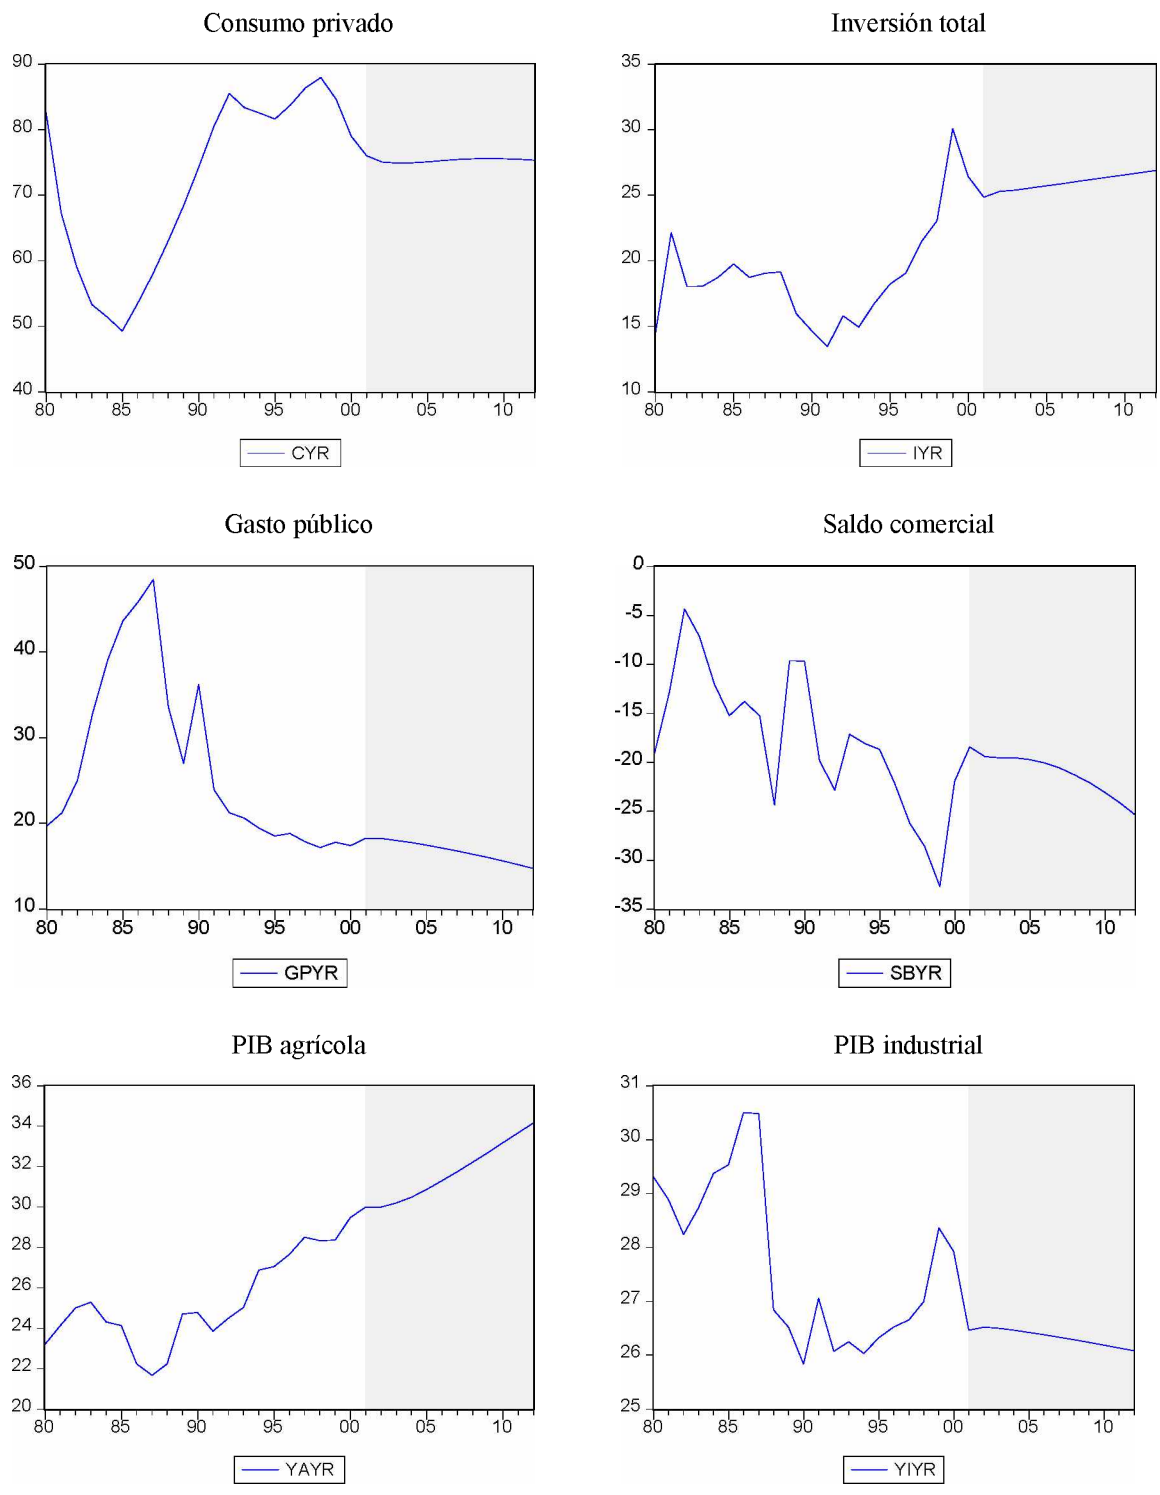 Consumo privado
90
80
70
60
50
40
80 85 90 95 00 05 10
CYR
Inversión total
35
30
25
20
15
10
80 85 90 95 00 05 10
IYR
Gasto público
50
40
30
20
10
80 85 90 95 00 05 10
GPYR
Saldo comercial
0
-5
-10
-15
-20
-25
-30
-35
80 85 90 95 00 05 10
SBYR
PIB agrícola
36
34
32
30
28
26
24
22
20
80 85 90 95 00 05 10
YAYR
PIB industrial
31
30
29
28
27
26
25
80 85 90 95 00 05 10
YIYR